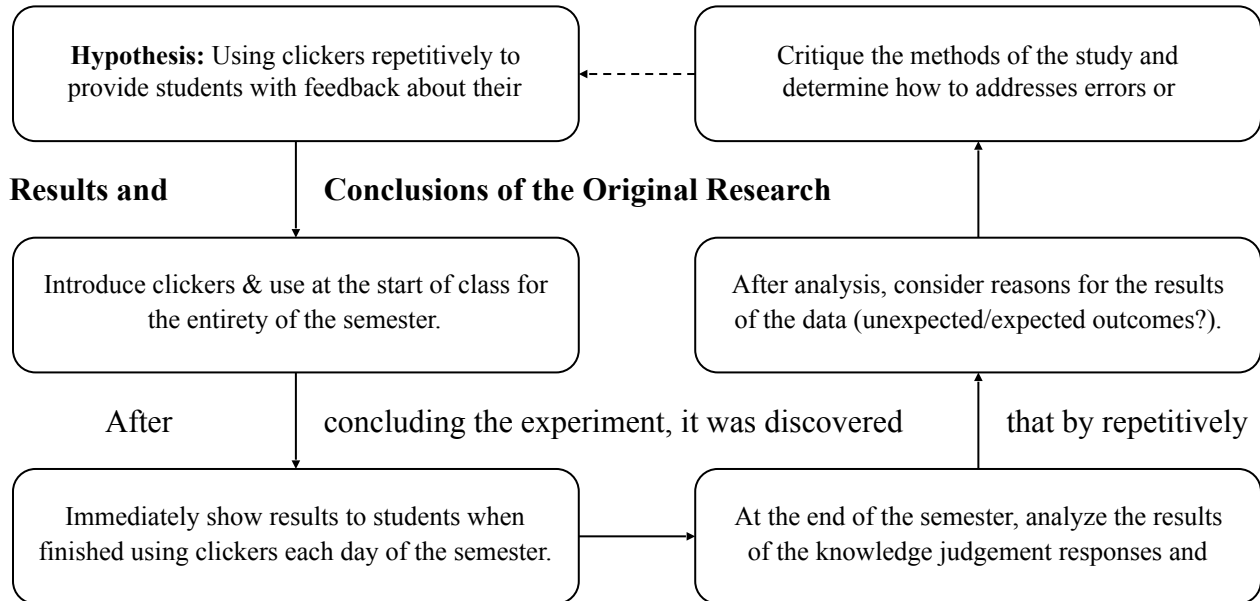 Hypothesis: Using clickers repetitively to
provide students with feedback about their
Critique the methods of the study and
determine how to addresses errors or
Results and Conclusions of the Original Research
Introduce clickers & use at the start of class for
the entirety of the semester.
After analysis, consider reasons for the results
of the data (unexpected/expected outcomes?).
After concluding the experiment, it was discovered that by repetitively
Immediately show results to students when
finished using clickers each day of the semester.
At the end of the semester, analyze the results
of the knowledge judgement responses and